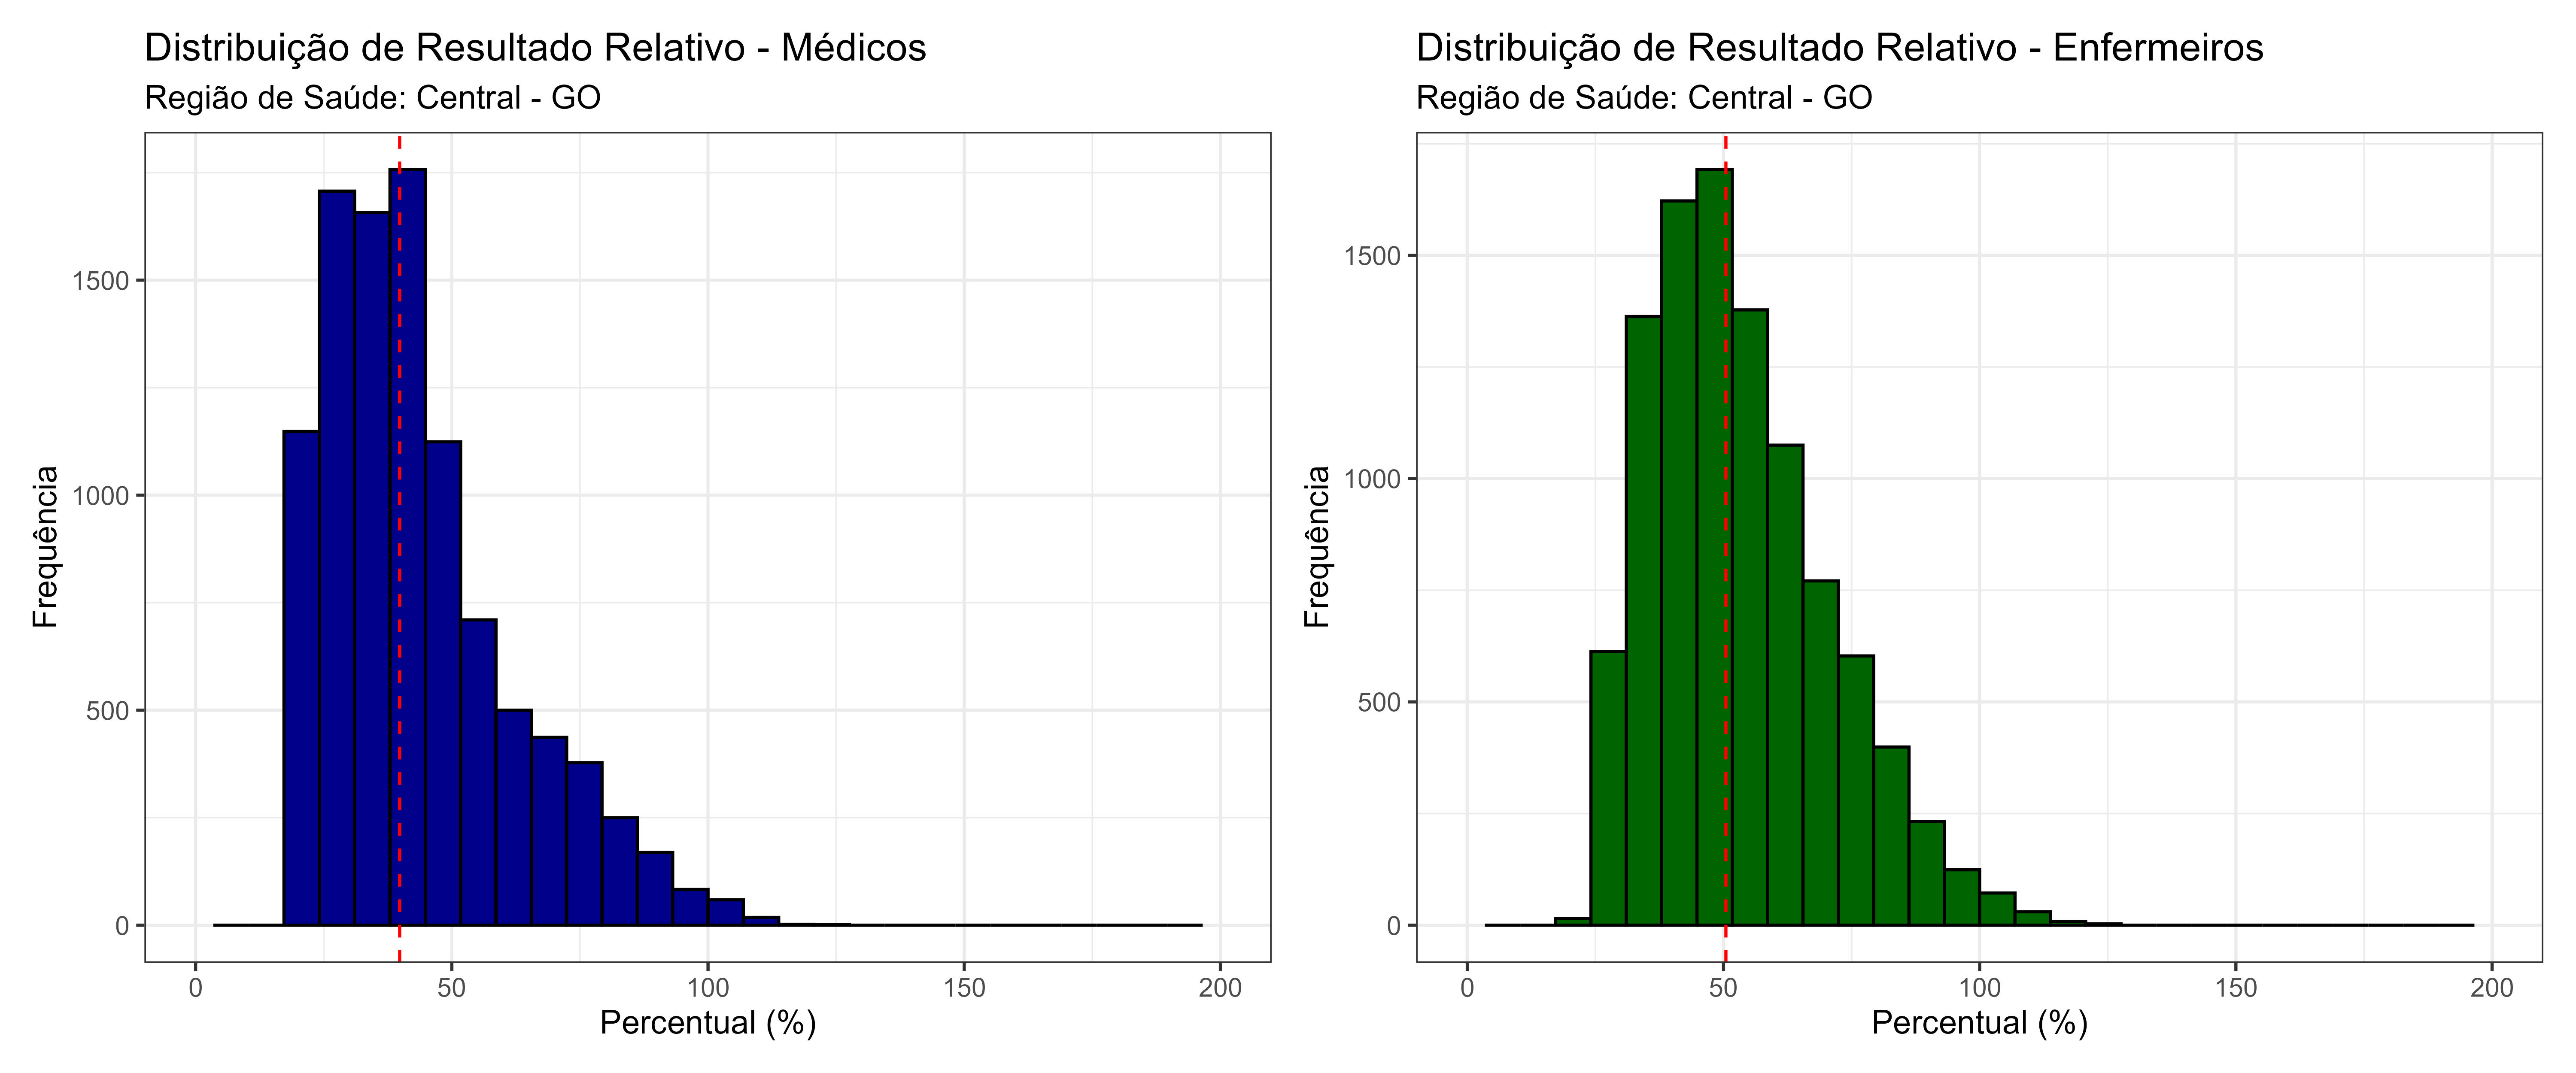 Distribuição de Resultado Relativo - Médicos
Região de Saúde: Central - GO
1500
1000
500
0
Frequência
0 50 100 150 200
Percentual (%)
Distribuição de Resultado Relativo - Enfermeiros
Região de Saúde: Central - GO
1500
1000
500
0
Frequência
0 50 100 150 200
Percentual (%)